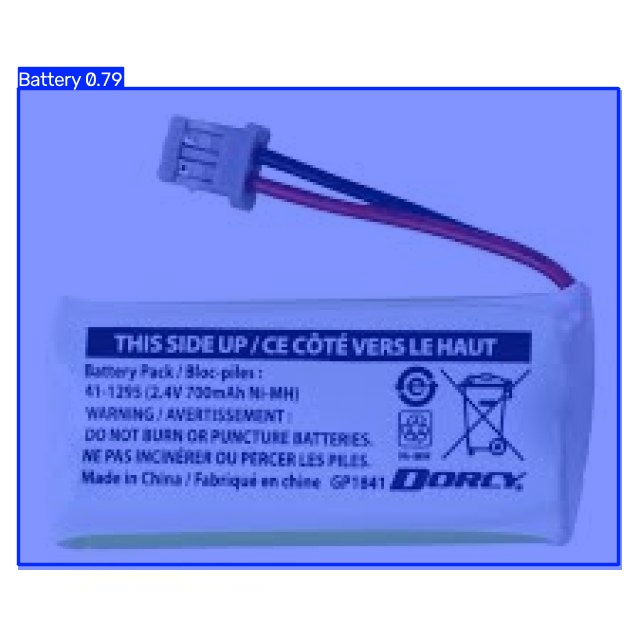 Battery 0.79
THIS SIDE UP / CE CÔTÉ VERS LE HAUT
Battery Pack / Bloc-piles :
41-1295 (2.4V 700mAh Ni-MH)
WARNING / AVERTISSEMENT :
DO NOT BURN OR PUNCTURE BATTERIES.
NE PAS INCINÉRER OU PERCER LES PILES.
Made in China / Fabriqué en chine GP1841
DORCY